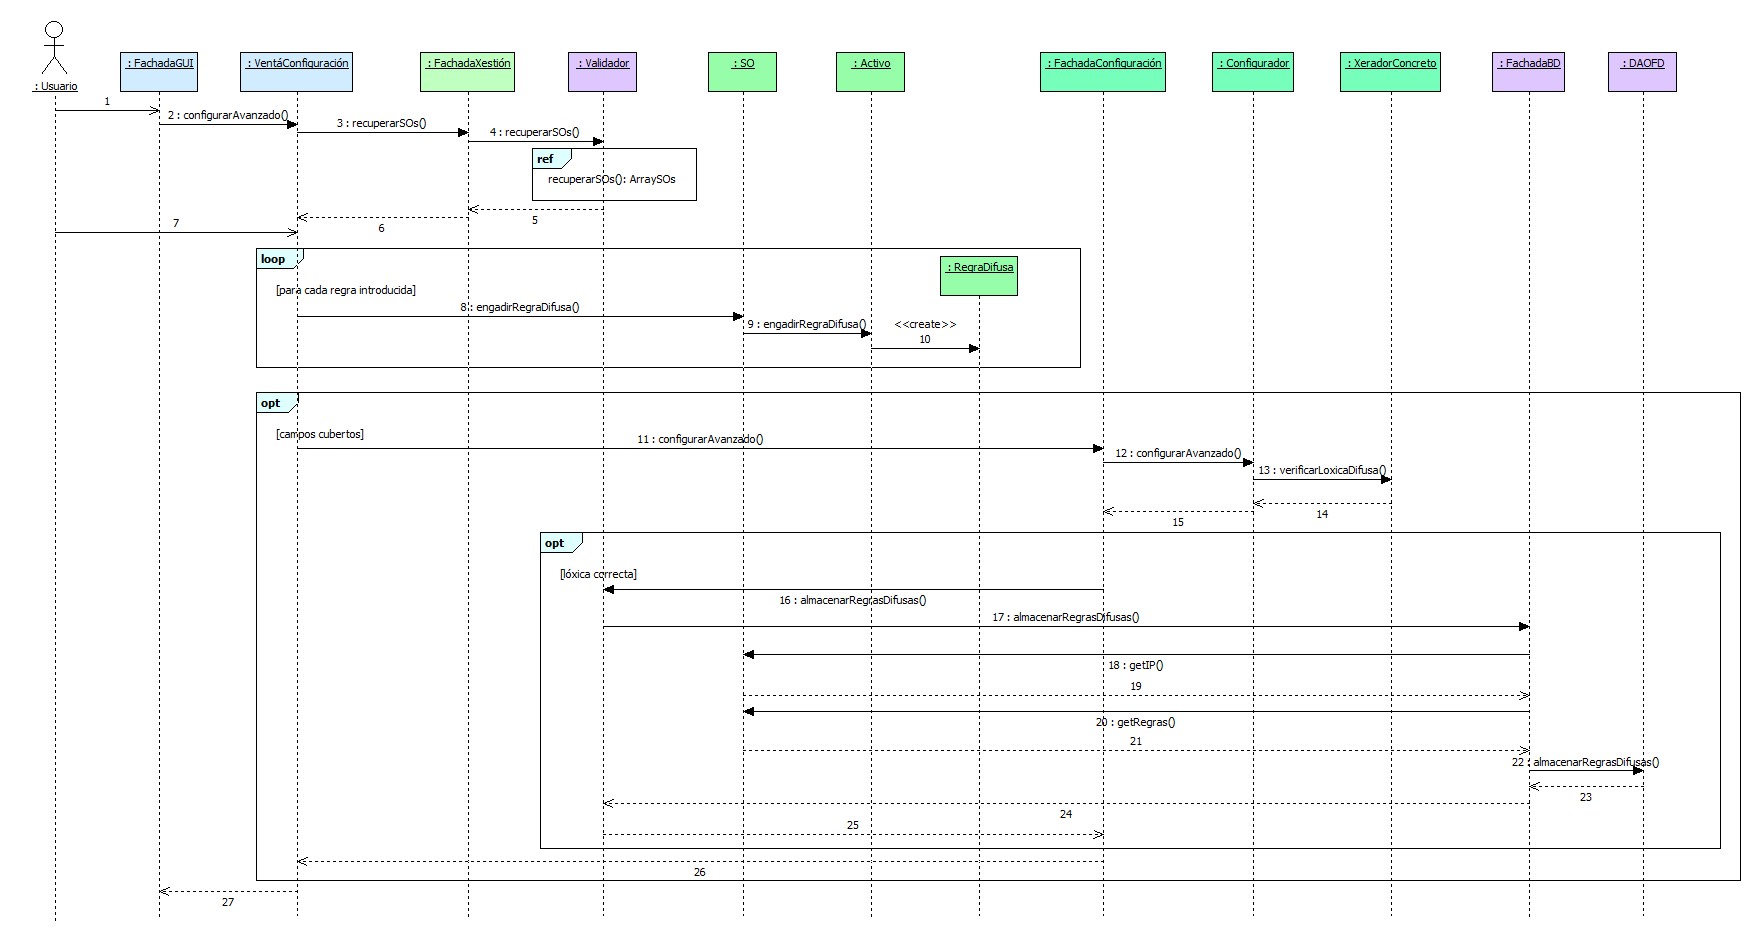 : FachadaGUI
: VentáConfiguración
: FachadaXestión
: Validador
: SO
: Activo
: FachadaConfiguración
: Configurador
: XeradorConcreto
: FachadaBD
: DAOFD
: Usuario
1
2 : configurarAvanzado()
3 : recuperarSOs()
4 : recuperarSOs()
ref
recuperarSOs(): ArraySOs
5
6
7
loop
: RegraDifusa
[para cada regra introducida]
8 : engadirRegraDifusa()
9 : engadirRegraDifusa()
<<create>>
10
opt
[campos cubertos]
11 : configurarAvanzado()
12 : configurarAvanzado()
13 : verificarLoxicaDifusa()
14
15
opt
[lóxica correcta]
16 : almacenarRegrasDifusas()
17 : almacenarRegrasDifusas()
18 : getIP()
19
20 : getRegras()
21
22 : almacenarRegrasDifusas()
23
24
25
26
27